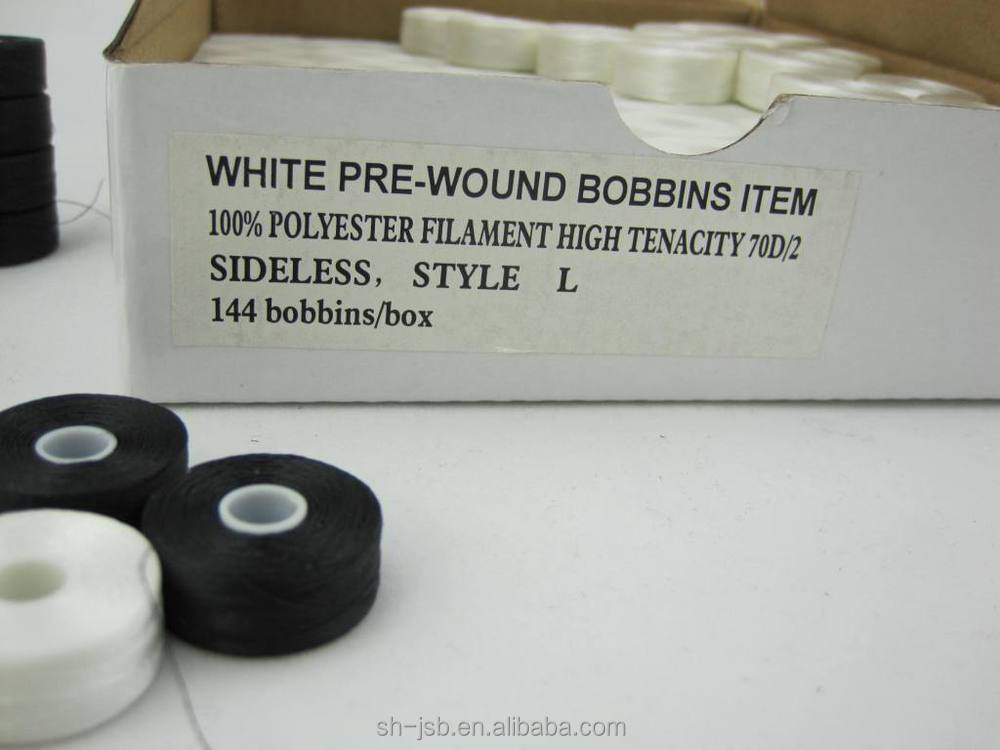 WHITE PRE-WOUND BOBBINS ITEM
100% POLYESTER FILAMENT HIGH TENACITY 70D/2
SIDELESS, STYLE L
144 bobbins/box
sh-jsb.en.alibaba.com